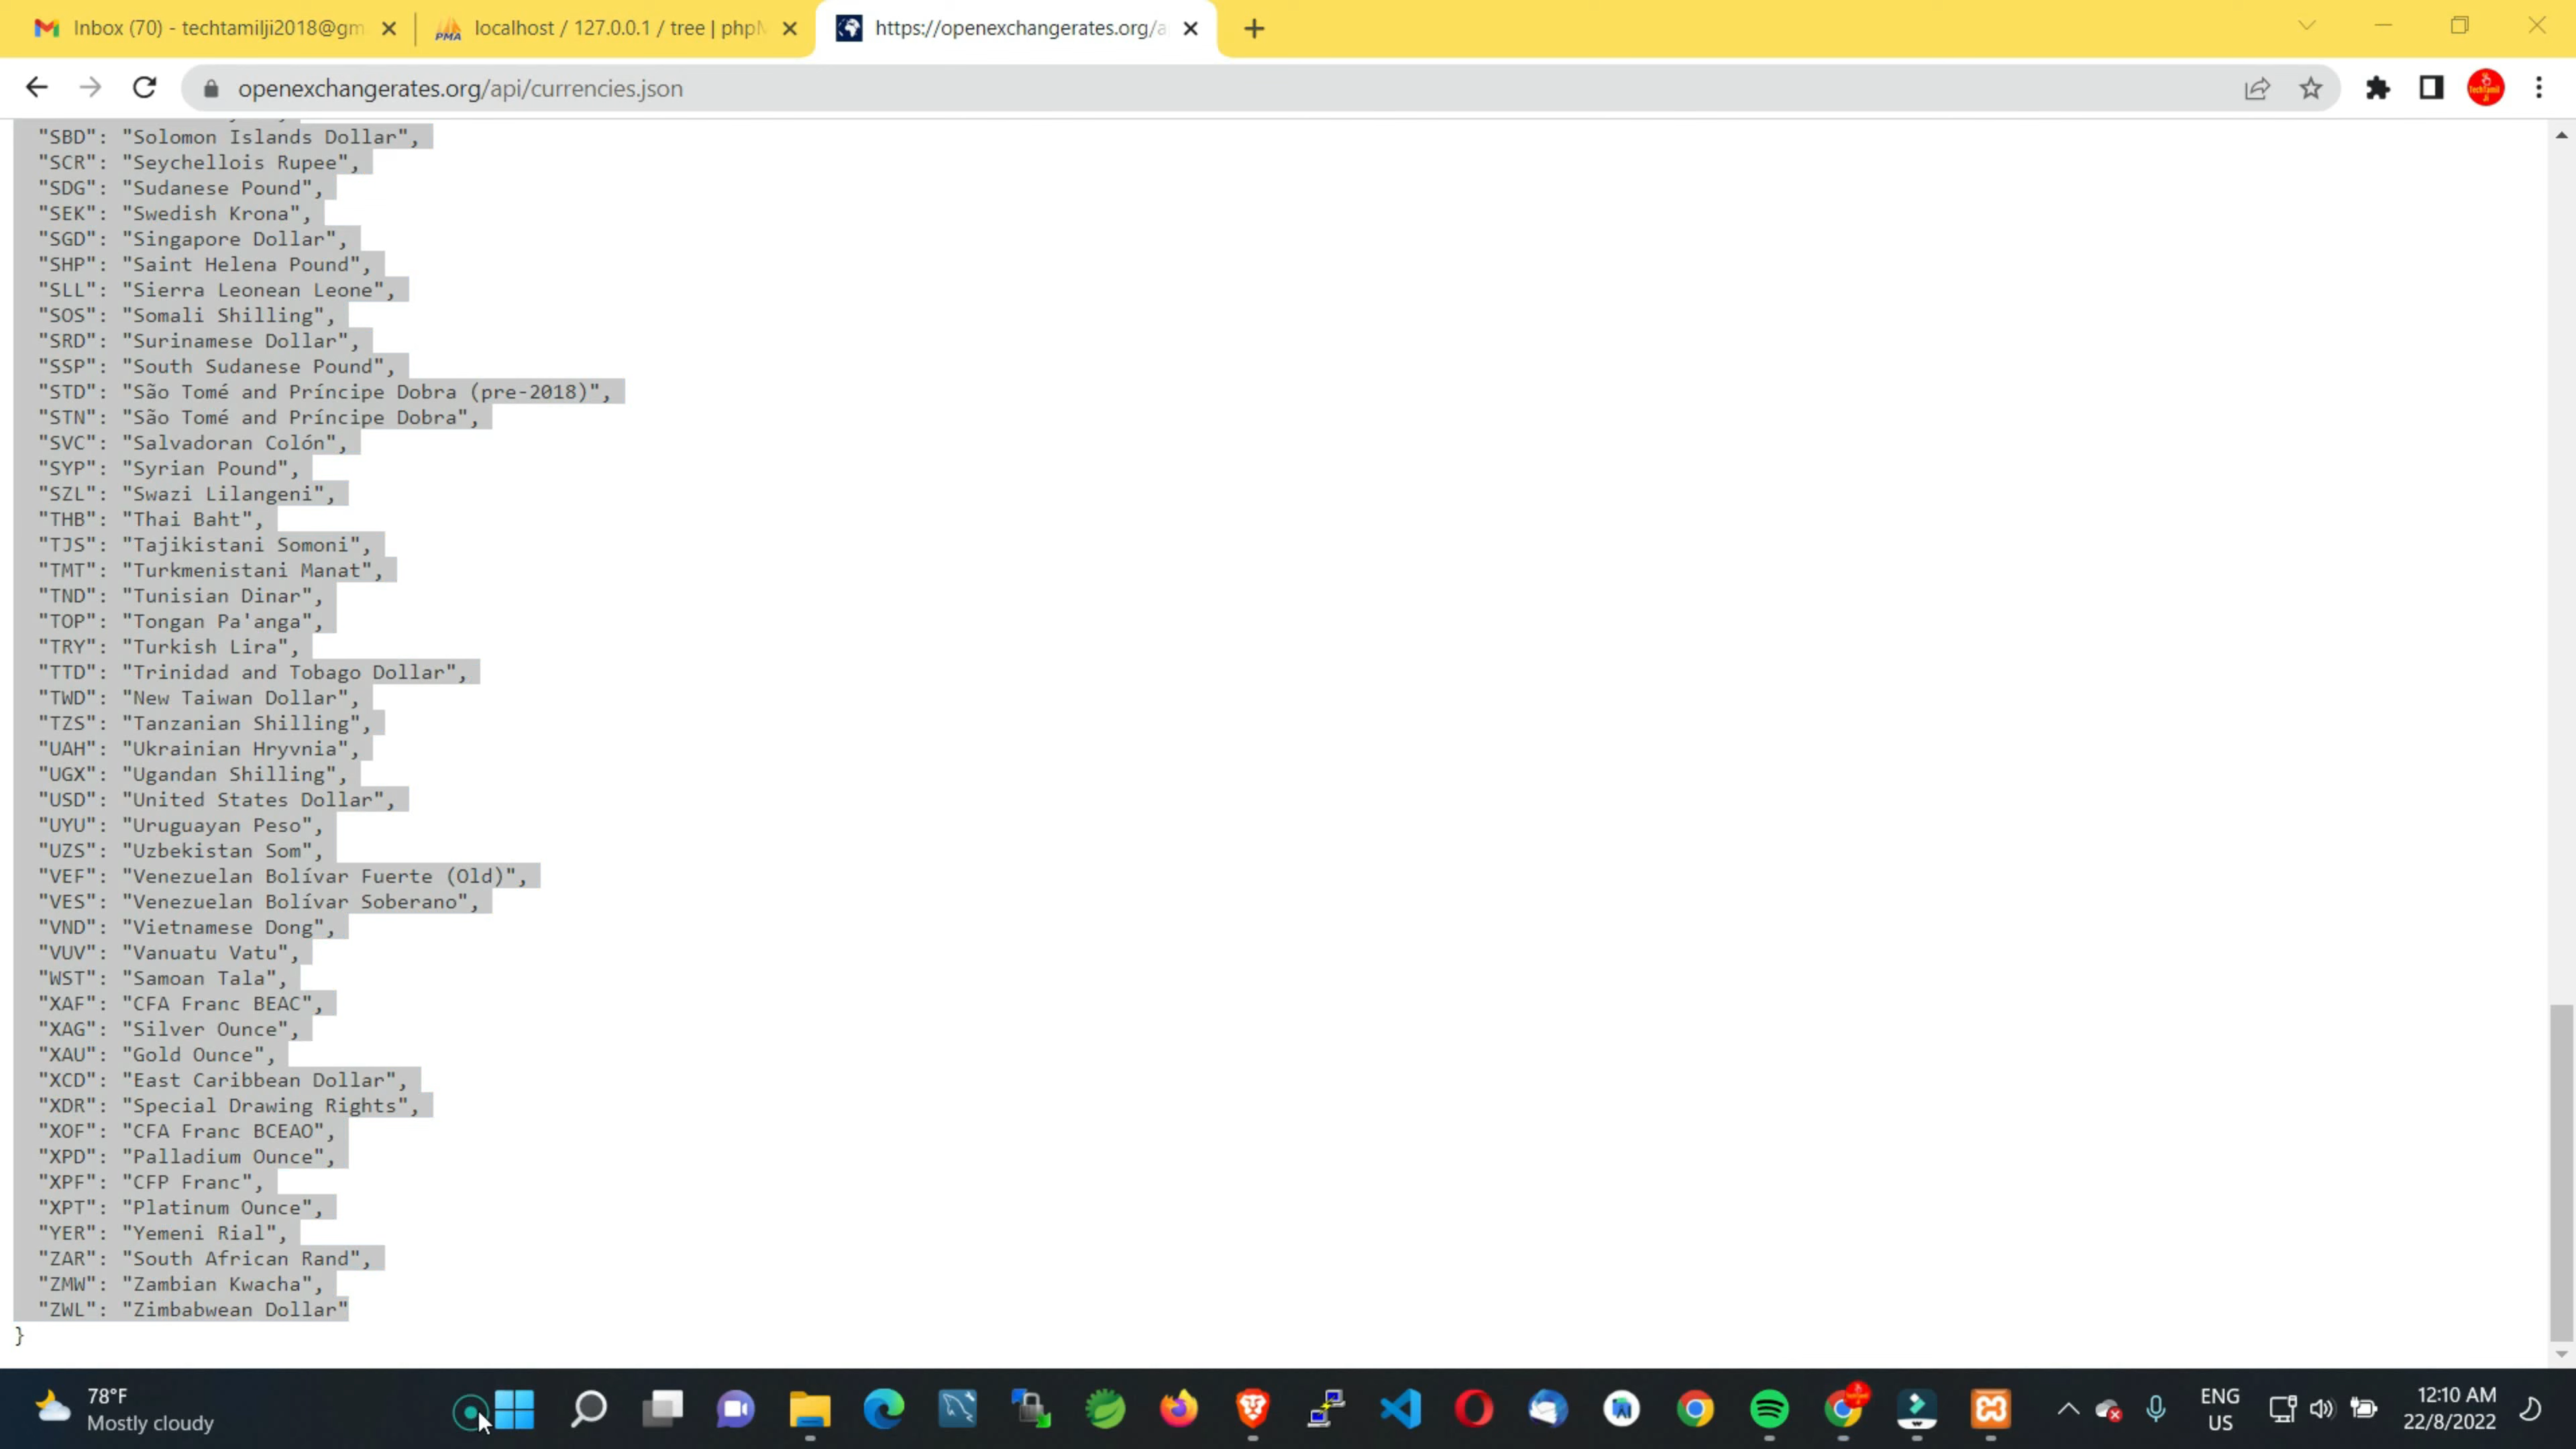 Inbox (70) - techtamilji2018@gm
localhost / 127.0.0.1 / tree | phpM
https://openexchangerates.org/a
openexchangerates.org/api/currencies.json
"SBD": "Solomon Islands Dollar",
"SCR": "Seychellois Rupee",
"SDG": "Sudanese Pound",
"SEK": "Swedish Krona",
"SGD": "Singapore Dollar",
"SHP": "Saint Helena Pound",
"SLL": "Sierra Leonean Leone",
"SOS": "Somali Shilling",
"SRD": "Surinamese Dollar",
"SSP": "South Sudanese Pound",
"STD": "São Tomé and Príncipe Dobra (pre-2018)",
"STN": "São Tomé and Príncipe Dobra",
"SVC": "Salvadoran Colón",
"SYP": "Syrian Pound",
"SZL": "Swazi Lilangeni",
"THB": "Thai Baht",
"TJS": "Tajikistani Somoni",
"TMT": "Turkmenistani Manat",
"TND": "Tunisian Dinar",
"TOP": "Tongan Pa'anga",
"TRY": "Turkish Lira",
"TTD": "Trinidad and Tobago Dollar",
"TWD": "New Taiwan Dollar",
"TZS": "Tanzanian Shilling",
"UAH": "Ukrainian Hryvnia",
"UGX": "Ugandan Shilling",
"USD": "United States Dollar",
"UYU": "Uruguayan Peso",
"UZS": "Uzbekistan Som",
"VEF": "Venezuelan Bolívar Fuerte (Old)",
"VES": "Venezuelan Bolívar Soberano",
"VND": "Vietnamese Dong",
"VUV": "Vanuatu Vatu",
"WST": "Samoan Tala",
"XAF": "CFA Franc BEAC",
"XAG": "Silver Ounce",
"XAU": "Gold Ounce",
"XCD": "East Caribbean Dollar",
"XDR": "Special Drawing Rights",
"XOF": "CFA Franc BCEAO",
"XPD": "Palladium Ounce",
"XPF": "CFP Franc",
"XPT": "Platinum Ounce",
"YER": "Yemeni Rial",
"ZAR": "South African Rand",
"ZMW": "Zambian Kwacha",
"ZWL": "Zimbabwean Dollar"
}
78°F
Mostly cloudy
ENG
US
12:10 AM
22/8/2022